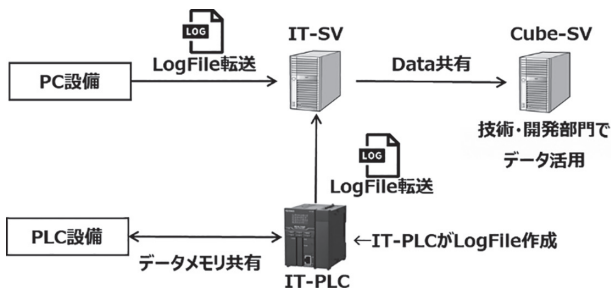 LOG
IT-SV
Cube-SV
PC設備
LogFile転送
Data共有
技術・開発部門で
データ活用
LOG
LogFile転送
PLC設備
データメモリ共有
←IT-PLCがLogFile作成
IT-PLC